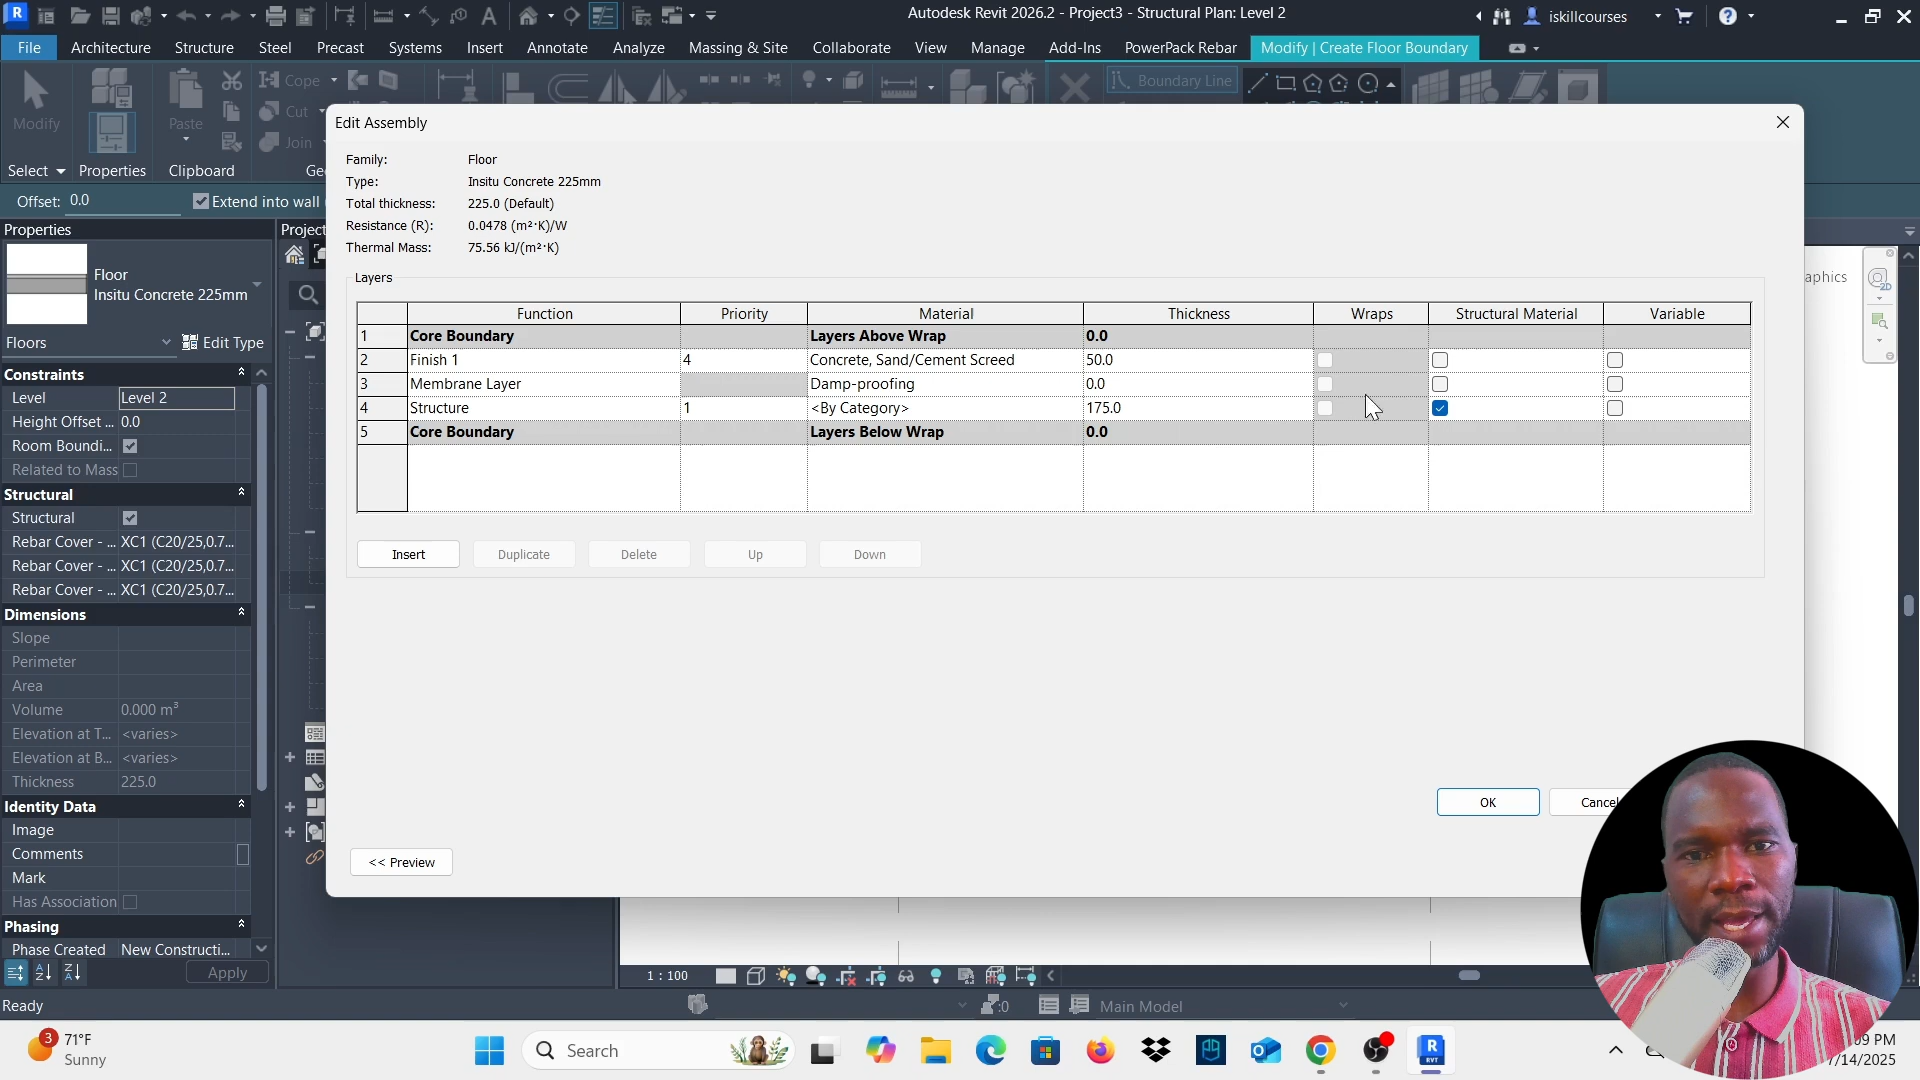 Autodesk Revit 2026.2 - Project3 - Structural Plan: Level 2
iskillcourses
File Architecture Structure Steel Precast Systems Insert Annotate Analyze Massing & Site Collaborate View Manage Add-Ins PowerPack Rebar Modify | Create Floor Boundary
Cope
Boundary Line
Modify
Paste
Cut
Join
Select Properties Clipboard Ge
Offset: 0.0 Extend into wall
Properties
Project
Floor
Insitu Concrete 225mm
Floors Edit Type
Constraints
Level Level 2
Height Offset ... 0.0
Room Boundi...
Related to Mass
Structural
Structural
Rebar Cover - ... XC1 (C20/25,0.7...
Rebar Cover - ... XC1 (C20/25,0.7...
Rebar Cover - ... XC1 (C20/25,0.7...
Dimensions
Slope
Perimeter
Area
Volume 0.000 m³
Elevation at T... <varies>
Elevation at B... <varies>
Thickness 225.0
Identity Data
Image
Comments
Mark
Has Association
Phasing
Phase Created New Constructi...
Apply
Edit Assembly
Family: Floor
Type: Insitu Concrete 225mm
Total thickness: 225.0 (Default)
Resistance (R): 0.0478 (m²·K)/W
Thermal Mass: 75.56 kJ/(m²·K)
Layers
Function Priority Material Thickness Wraps Structural Material Variable
1 Core Boundary Layers Above Wrap 0.0
2 Finish 1 4 Concrete, Sand/Cement Screed 50.0
3 Membrane Layer Damp-proofing 0.0
4 Structure 1 <By Category> 175.0
5 Core Boundary Layers Below Wrap 0.0
Insert Duplicate Delete Up Down
OK Cancel
<< Preview
aphics
2D
1 : 100
Ready
:0
Main Model
3
71°F
Sunny
Search
:09 PM
7/14/2025